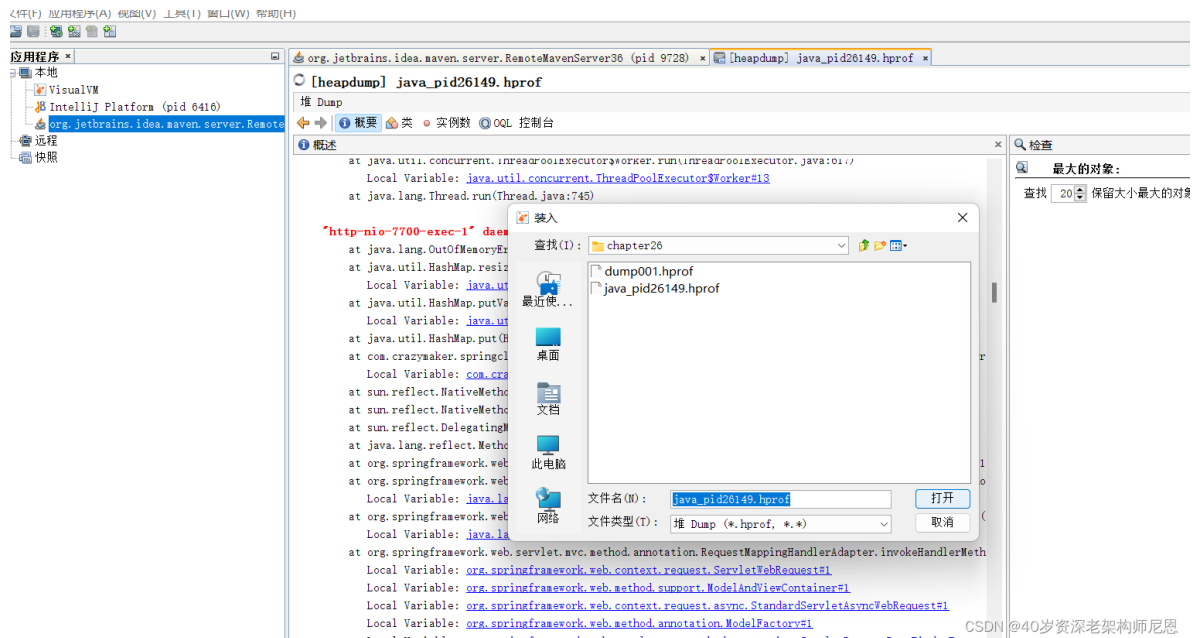 文件(F) 应用程序(A) 视图(V) 工具(T) 窗口(W) 帮助(H)
应用程序 ×
本地
VisualVM
IntelliJ Platform (pid 6416)
org.jetbrains.idea.maven.server.Remote
远程
快照
org.jetbrains.idea.maven.server.RemoteMavenServer36 (pid 9728) ×
[heapdump] java_pid26149.hprof ×
[heapdump] java_pid26149.hprof
堆 Dump
概要 类 实例数 OQL 控制台
概述 ×
at java.util.concurrent.ThreadPoolExecutor$Worker.run(ThreadPoolExecutor.java:617)
Local Variable: java.util.concurrent.ThreadPoolExecutor$Worker#13
at java.lang.Thread.run(Thread.java:745)
"http-nio-7700-exec-1" daem
at java.lang.OutOfMemoryEr
at java.util.HashMap.resiz
Local Variable: java.ut
at java.util.HashMap.putVa
Local Variable: java.ut
at java.util.HashMap.put(H
at com.crazymaker.springcl
Local Variable: com.cra
at sun.reflect.NativeMetho
at sun.reflect.NativeMetho
at sun.reflect.DelegatingM
at java.lang.reflect.Metho
at org.springframework.web
at org.springframework.web
Local Variable: java.la
at org.springframework.web
Local Variable: java.la
at org.springframework.web.servlet.mvc.method.annotation.RequestMappingHandlerAdapter.invokeHandlerMeth
Local Variable: org.springframework.web.context.request.ServletWebRequest#1
Local Variable: org.springframework.web.method.support.ModelAndViewContainer#1
Local Variable: org.springframework.web.context.request.async.StandardServletAsyncWebRequest#1
Local Variable: org.springframework.web.method.annotation.ModelFactory#1
装入
查找(I): chapter26
最近使...
桌面
文档
此电脑
网络
dump001.hprof
java_pid26149.hprof
文件名(N): java_pid26149.hprof 打开
文件类型(T): 堆 Dump (*.hprof, *.*) 取消
检查
最大的对象:
查找 20 保留大小最大的对象
CSDN @40岁资深老架构师尼恩